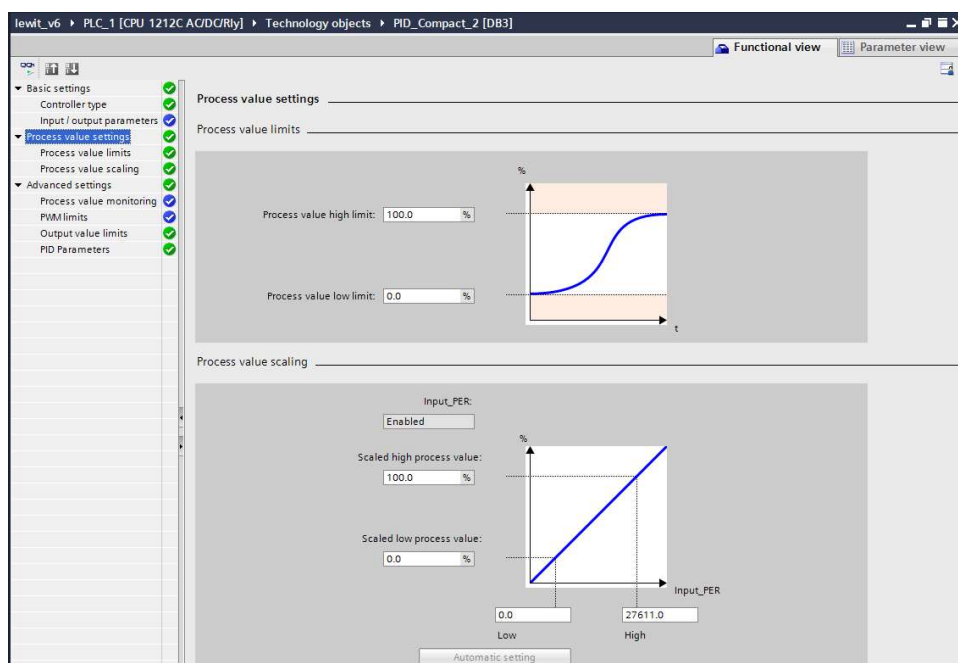 lewit_v6 ▸ PLC_1 [CPU 1212C AC/DC/Rly] ▸ Technology objects ▸ PID_Compact_2 [DB3]
Functional view
Parameter view
Basic settings
Controller type
Input / output parameters
Process value settings
Process value limits
Process value scaling
Advanced settings
Process value monitoring
PWM limits
Output value limits
PID Parameters
Process value settings
Process value limits
%
Process value high limit: 100.0 %
Process value low limit: 0.0 %
t
Process value scaling
Input_PER:
Enabled
%
Scaled high process value:
100.0 %
Scaled low process value:
0.0 %
Input_PER
0.0 27611.0
Low High
Automatic setting